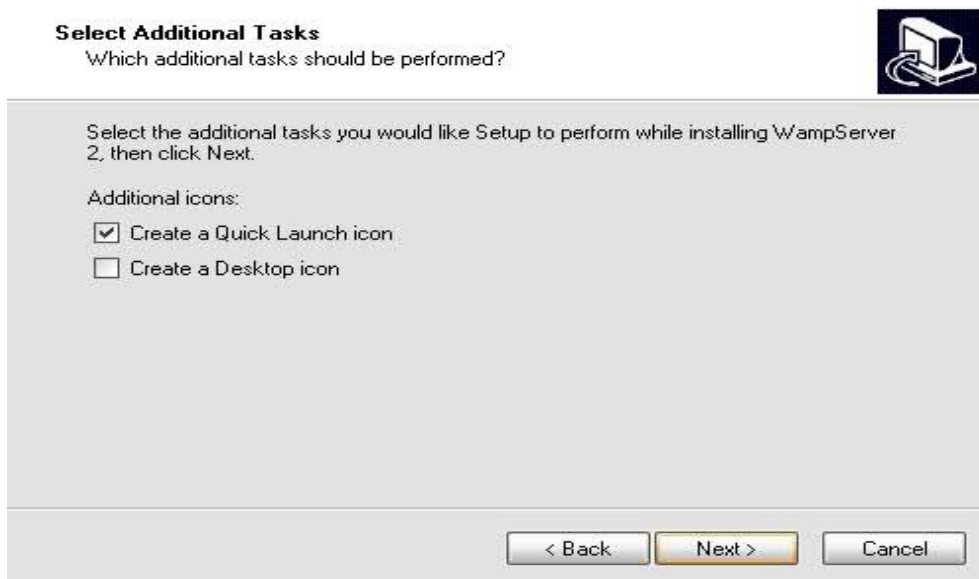 Select Additional Tasks
Which additional tasks should be performed?
Select the additional tasks you would like Setup to perform while installing WampServer
2, then click Next.
Additional icons:
Create a Quick Launch icon
Create a Desktop icon
< Back
Next >
Cancel